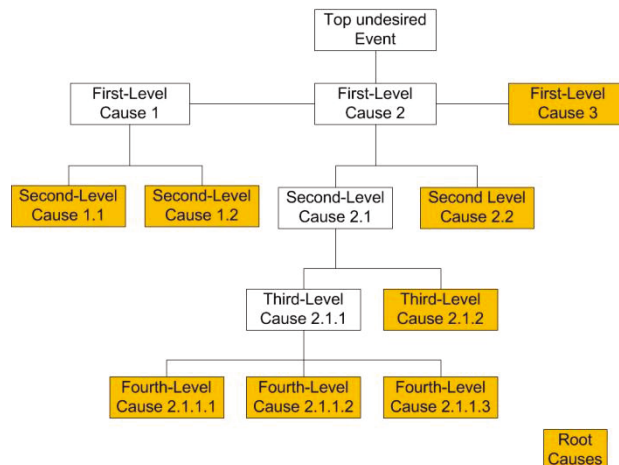 Top undesired
Event
First-Level
Cause 1
First-Level
Cause 2
First-Level
Cause 3
Second-Level
Cause 1.1
Second-Level
Cause 1.2
Second-Level
Cause 2.1
Second Level
Cause 2.2
Third-Level
Cause 2.1.1
Third-Level
Cause 2.1.2
Fourth-Level
Cause 2.1.1.1
Fourth-Level
Cause 2.1.1.2
Fourth-Level
Cause 2.1.1.3
Root
Causes